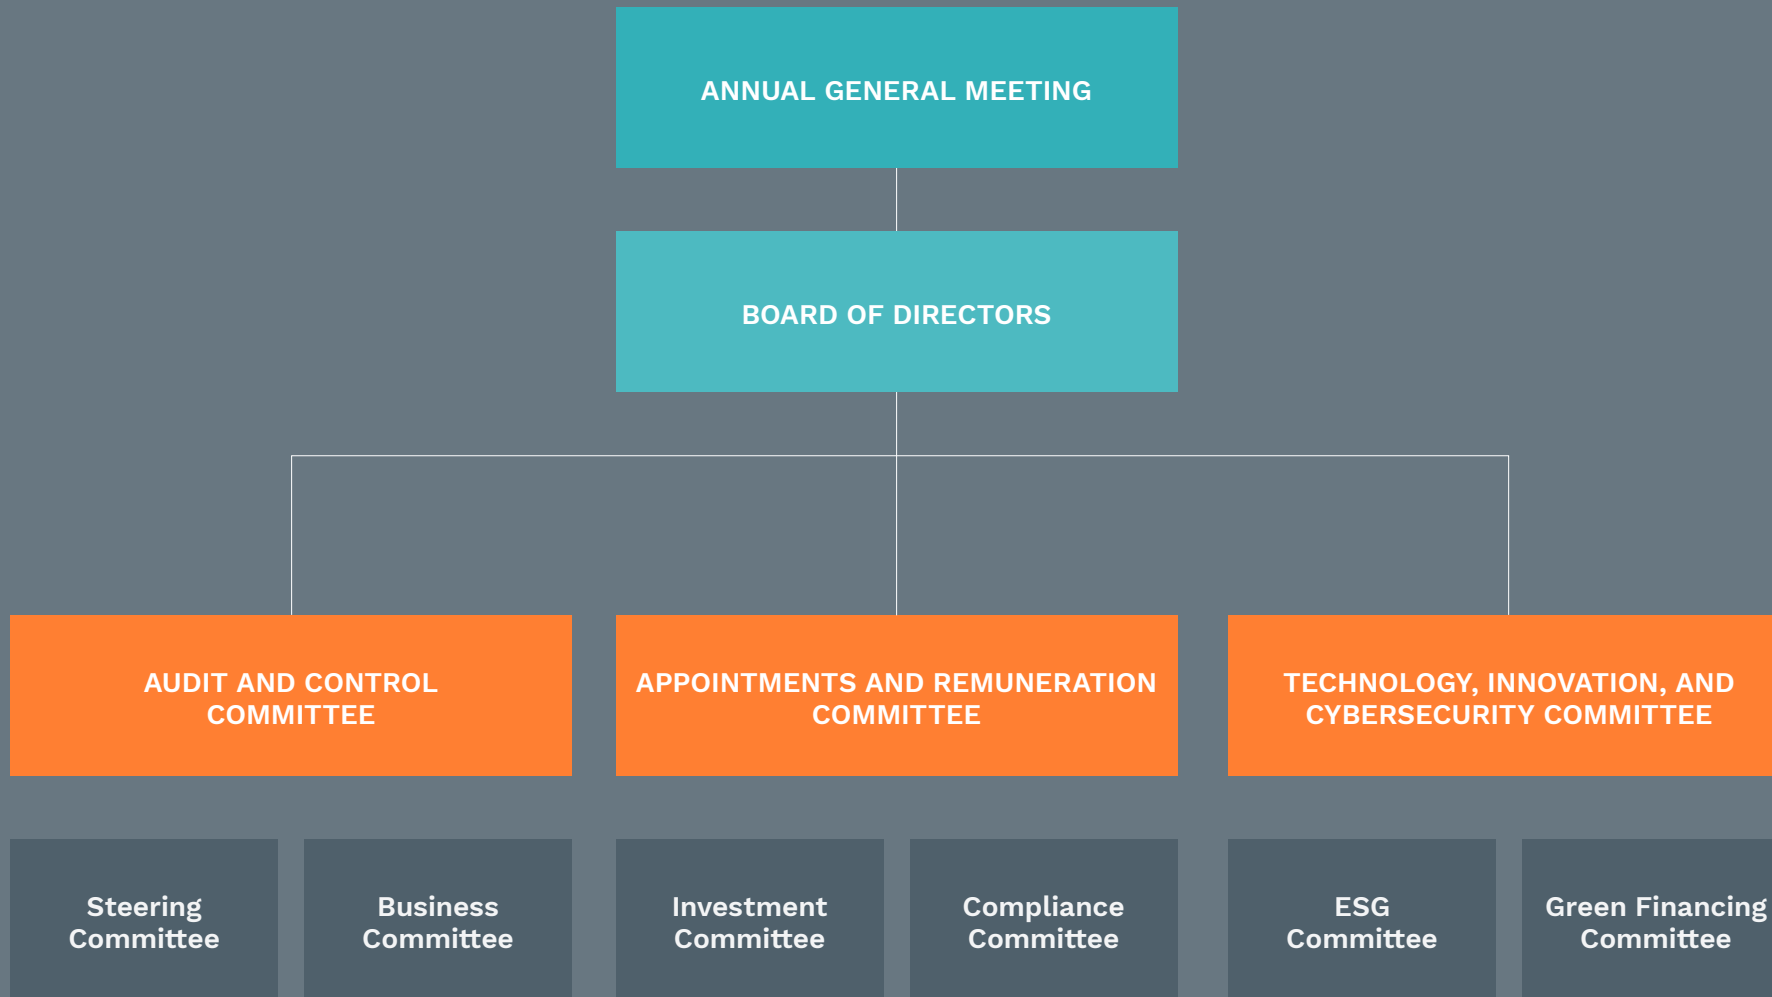 ANNUAL GENERAL MEETING
BOARD OF DIRECTORS
AUDIT AND CONTROL
COMMITTEE
APPOINTMENTS AND REMUNERATION
COMMITTEE
TECHNOLOGY, INNOVATION, AND
CYBERSECURITY COMMITTEE
Steering
Committee
Business
Committee
Investment
Committee
Compliance
Committee
ESG
Committee
Green Financing
Committee